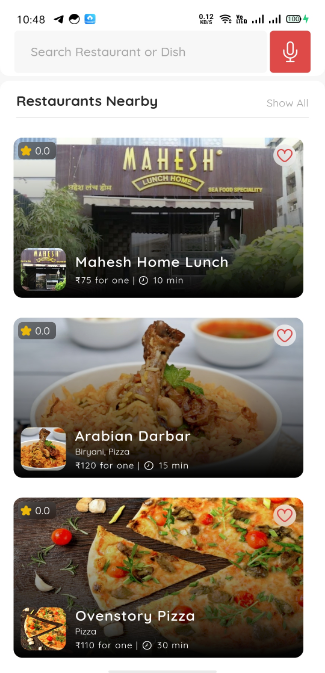 10:48
0.12
KB/S
100
Search Restaurant or Dish
Restaurants Nearby
Show All
0.0
MAHESH
LUNCH HOME
SEA FOOD SPECIALITY
महेश लंच होम
Mahesh Home Lunch
₹75 for one | 10 min
0.0
Arabian Darbar
Biryani, Pizza
₹120 for one | 15 min
0.0
Ovenstory Pizza
Pizza
₹110 for one | 30 min